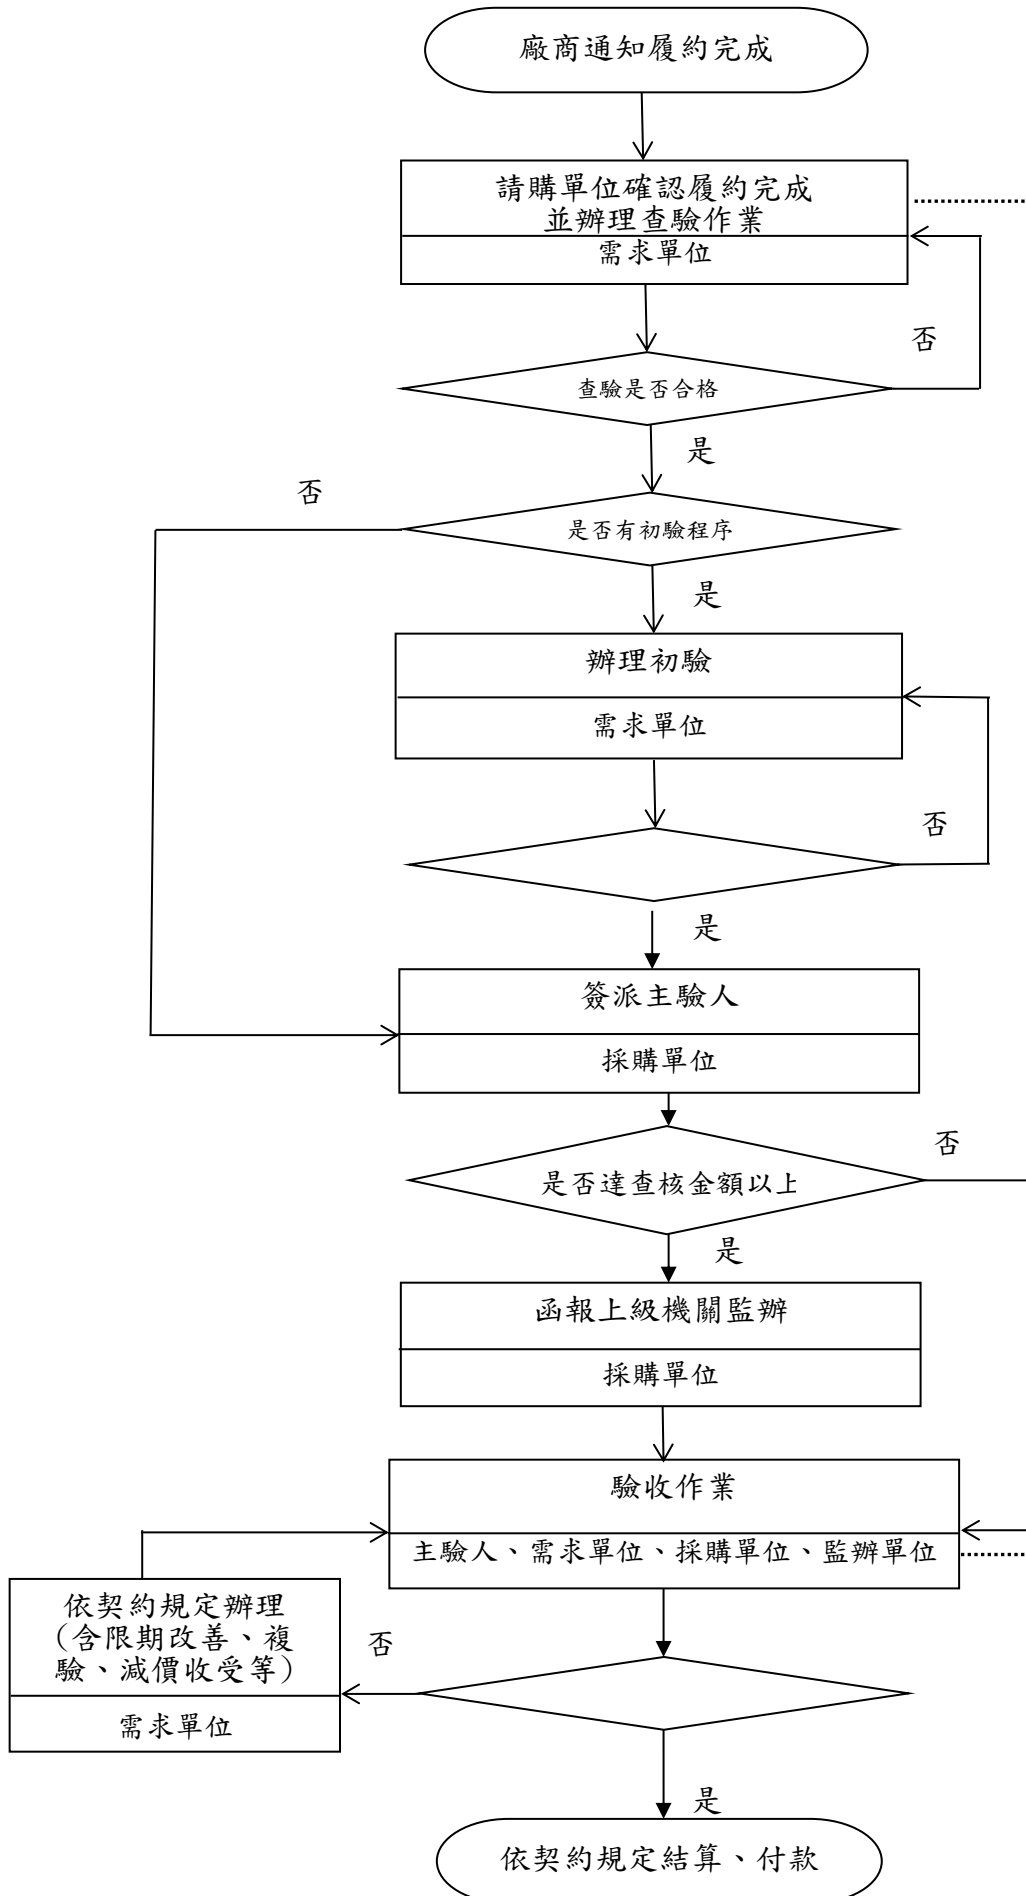 廠商通知履約完成
請購單位確認履約完成
並辦理查驗作業
需求單位
否
查驗是否合格
是
否
是否有初驗程序
是
辦理初驗
需求單位
否
是
簽派主驗人
採購單位
否
是否達查核金額以上
是
函報上級機關監辦
採購單位
驗收作業
主驗人、需求單位、採購單位、監辦單位
依契約規定辦理
(含限期改善、複
驗、減價收受等)
需求單位
否
是
依契約規定結算、付款